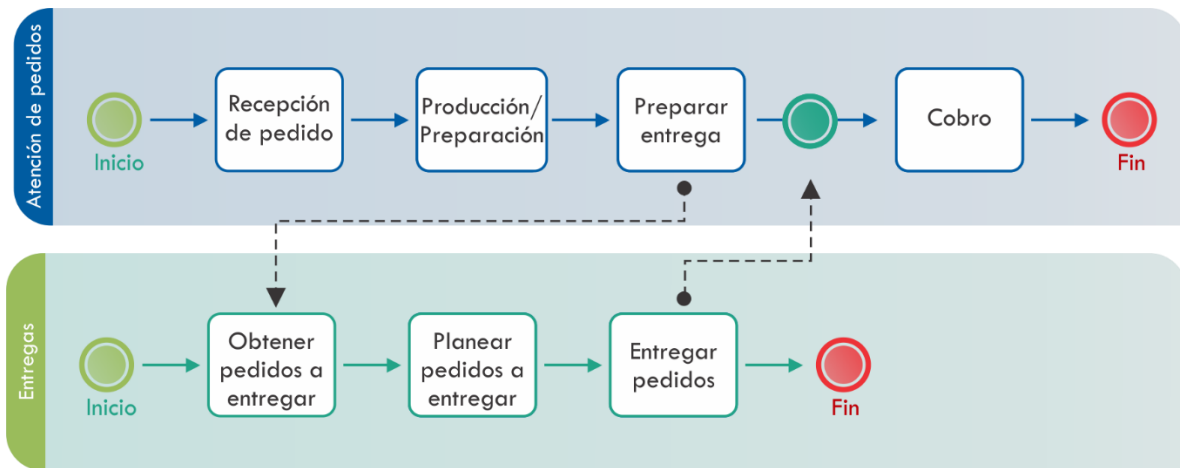 Atención de pedidos
Inicio
Recepción
de pedido
Producción/
Preparación
Preparar
entrega
Cobro
Fin
Entregas
Inicio
Obtener
pedidos a
entregar
Planear
pedidos a
entregar
Entregar
pedidos
Fin